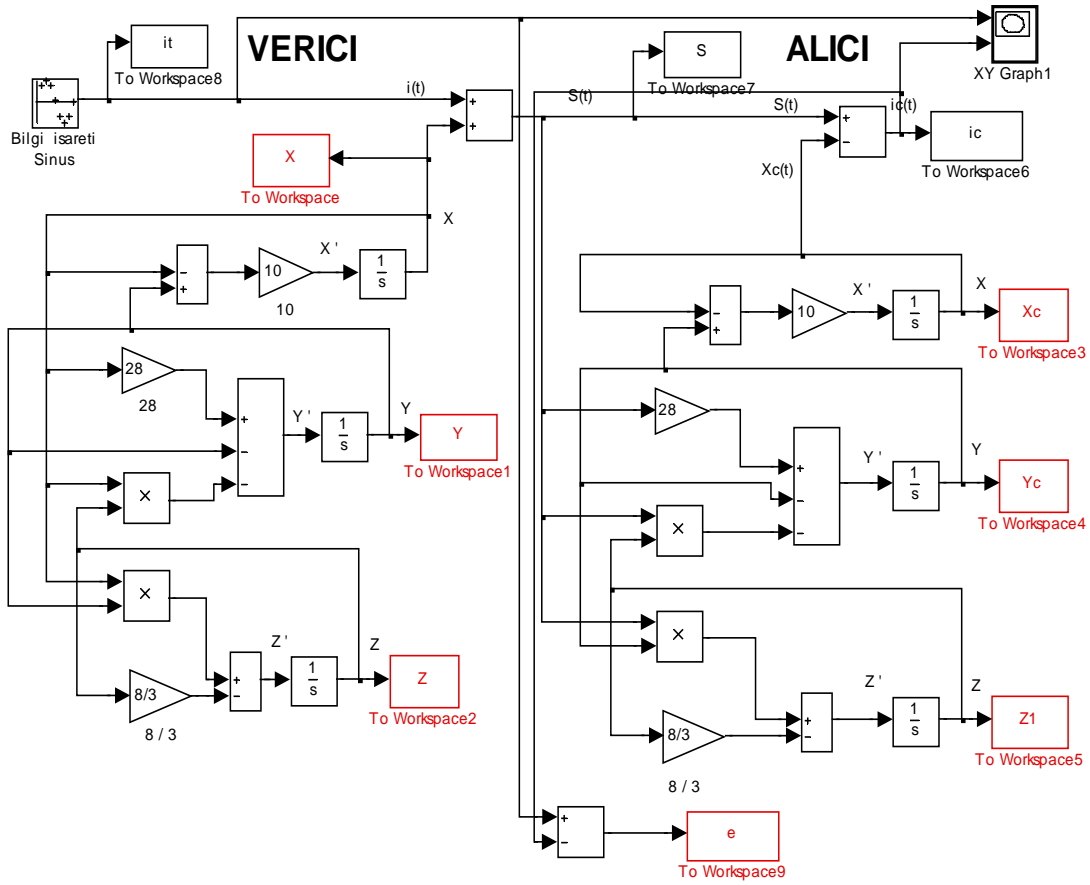 it
To Workspace8
VERICI
S
To Workspace7
ALICI
XY Graph1
Bilgi isareti
Sinus
i(t)
+
+
S(t)
S(t)
+
−
ic(t)
ic
To Workspace6
Xc(t)
X
To Workspace
X
−
+
10
10
X '
1
s
28
28
+
−
−
Y '
1
s
Y
Y
To Workspace1
×
×
8/3
8 / 3
+
−
Z '
1
s
Z
Z
To Workspace2
−
+
10
X '
1
s
X
Xc
To Workspace3
28
+
−
−
Y '
1
s
Y
Yc
To Workspace4
×
×
8/3
8 / 3
+
−
Z '
1
s
Z
Z1
To Workspace5
+
−
e
To Workspace9